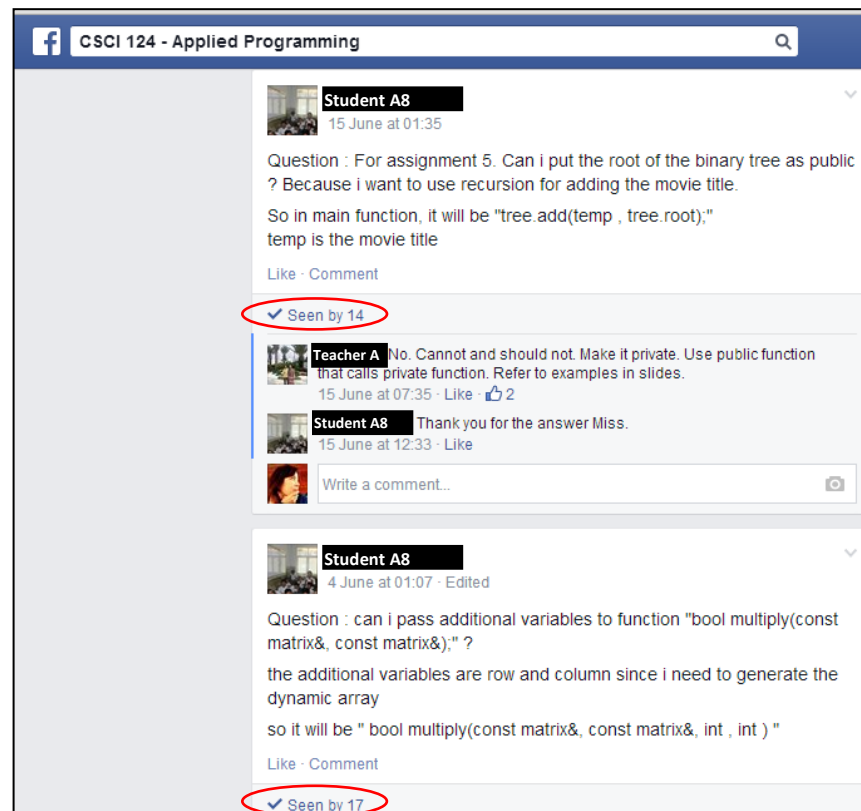 f CSCI 124 - Applied Programming
Student A8
15 June at 01:35
Question : For assignment 5. Can i put the root of the binary tree as public
? Because i want to use recursion for adding the movie title.
So in main function, it will be "tree.add(temp , tree.root);"
temp is the movie title
Like · Comment
Seen by 14
Teacher A No. Cannot and should not. Make it private. Use public function
that calls private function. Refer to examples in slides.
15 June at 07:35 · Like · 2
Student A8 Thank you for the answer Miss.
15 June at 12:33 · Like
Write a comment...
Student A8
4 June at 01:07 · Edited
Question : can i pass additional variables to function "bool multiply(const
matrix&, const matrix&);" ?
the additional variables are row and column since i need to generate the
dynamic array
so it will be " bool multiply(const matrix&, const matrix&, int , int ) "
Like · Comment
Seen by 17